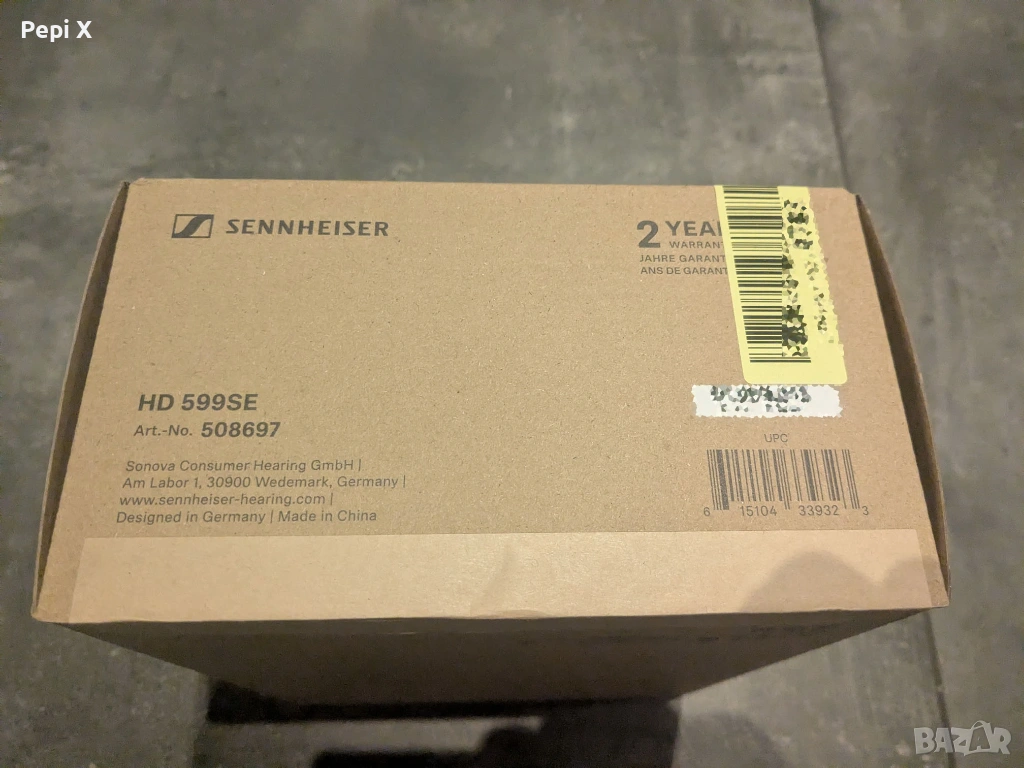 Pepi X
SENNHEISER
2 YEA
WARRAN
JAHRE GARANT
ANS DE GARANT
HD 599SE
Art.-No. 508697
Sonova Consumer Hearing GmbH |
Am Labor 1, 30900 Wedemark, Germany |
www.sennheiser-hearing.com |
Designed in Germany | Made in China
UPC
6 15104 33932 3
BAZAR